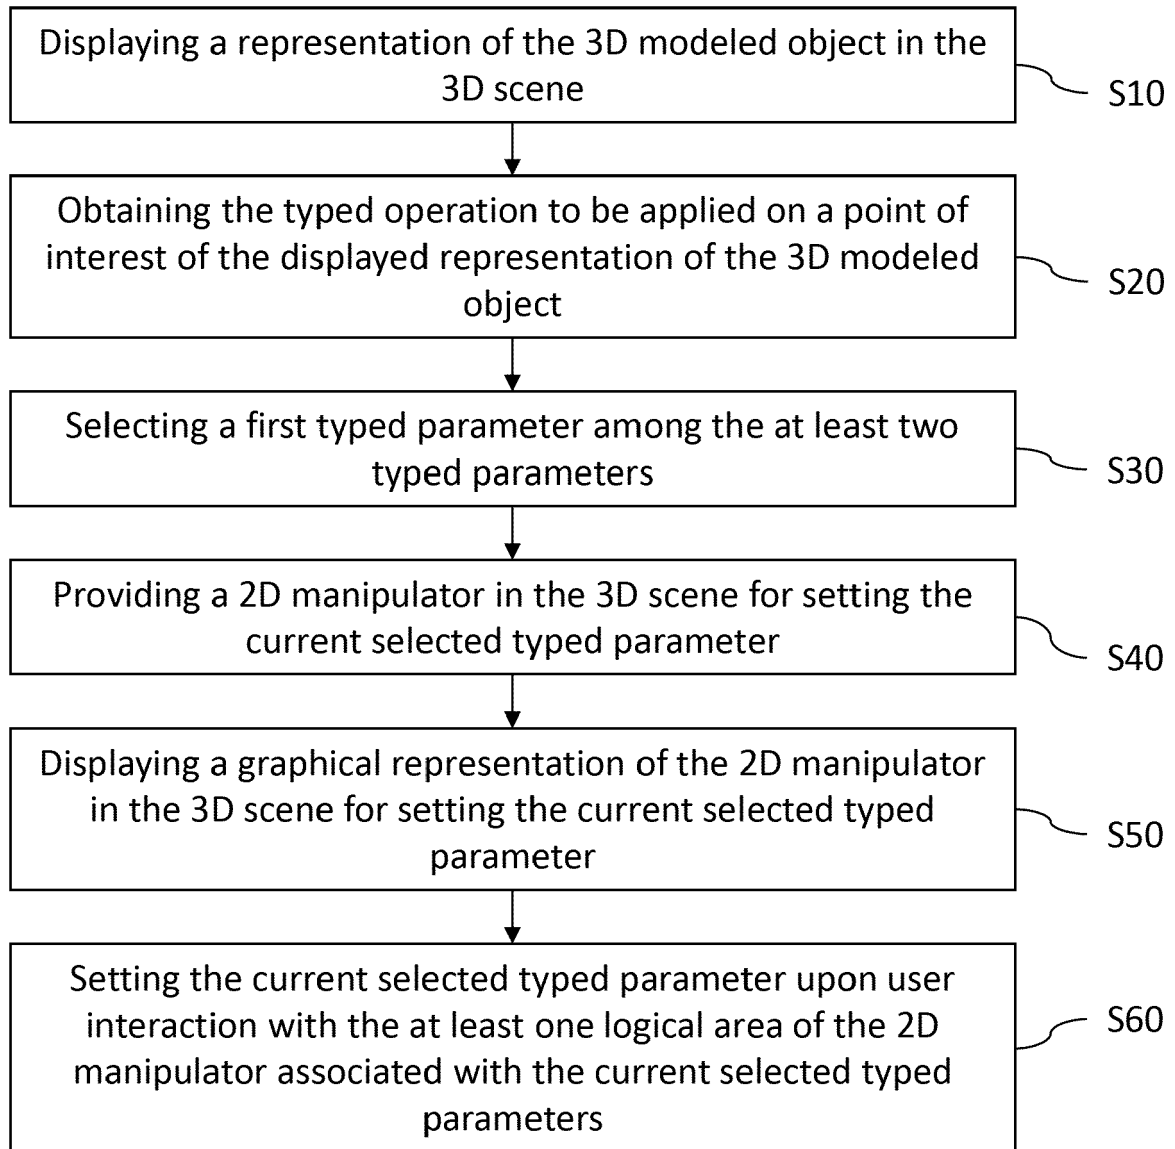 Displaying a representation of the 3D modeled object in the
3D scene
S10
Obtaining the typed operation to be applied on a point of
interest of the displayed representation of the 3D modeled
object
S20
Selecting a first typed parameter among the at least two
typed parameters
S30
Providing a 2D manipulator in the 3D scene for setting the
current selected typed parameter
S40
Displaying a graphical representation of the 2D manipulator
in the 3D scene for setting the current selected typed
parameter
S50
Setting the current selected typed parameter upon user
interaction with the at least one logical area of the 2D
manipulator associated with the current selected typed
parameters
S60